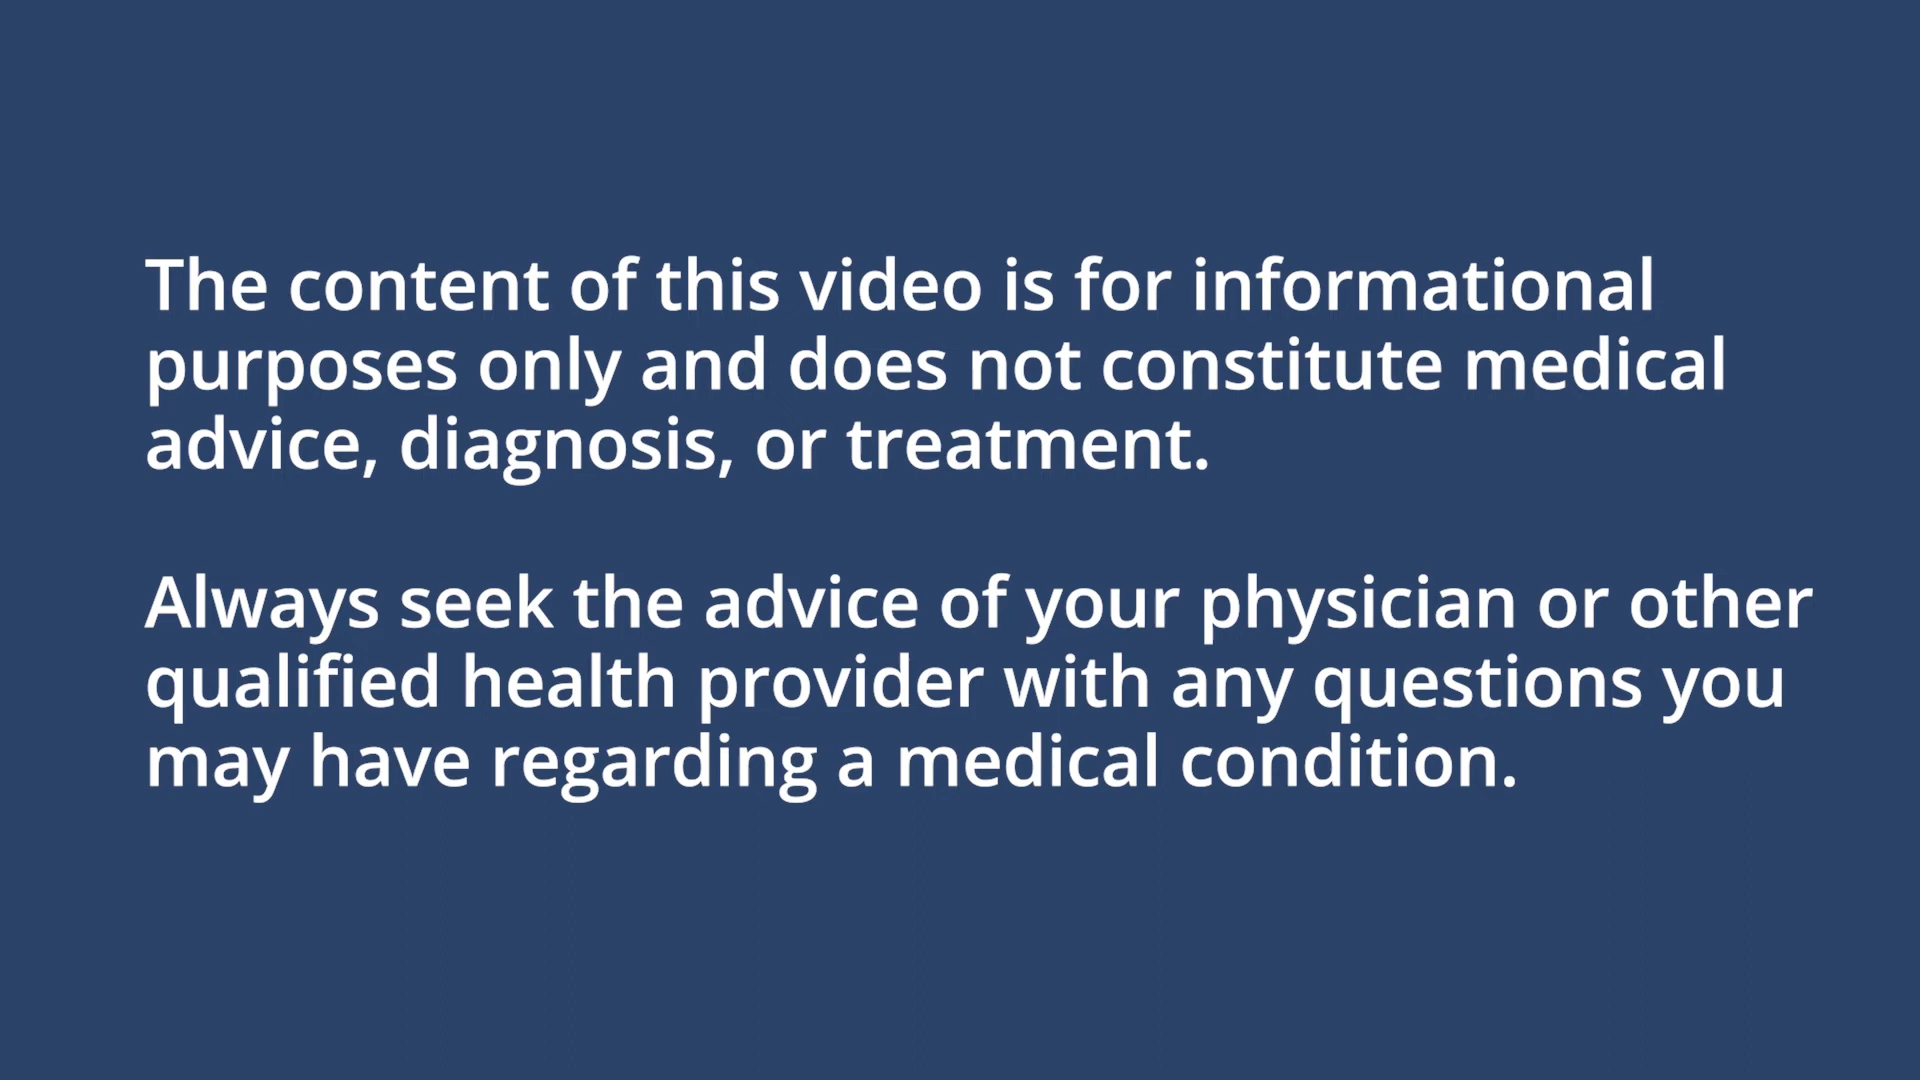 The content of this video is for informational
purposes only and does not constitute medical
advice, diagnosis, or treatment.
Always seek the advice of your physician or other
qualified health provider with any questions you
may have regarding a medical condition.